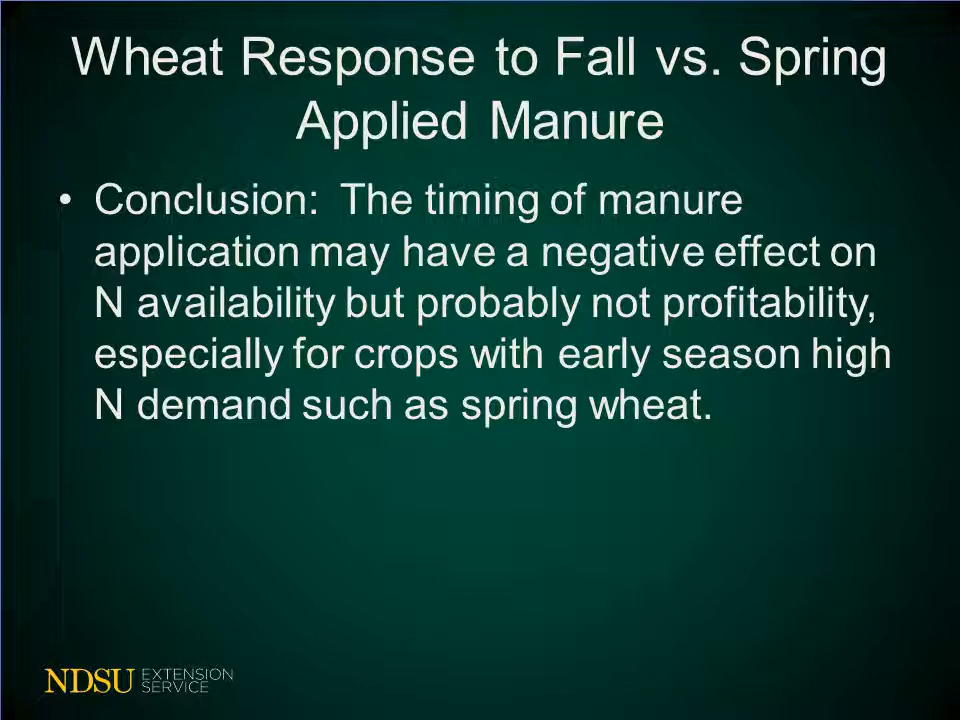 Wheat Response to Fall vs. Spring
Applied Manure
• Conclusion:  The timing of manure
application may have a negative effect on
N availability but probably not profitability,
especially for crops with early season high
N demand such as spring wheat.
NDSU EXTENSION
SERVICE